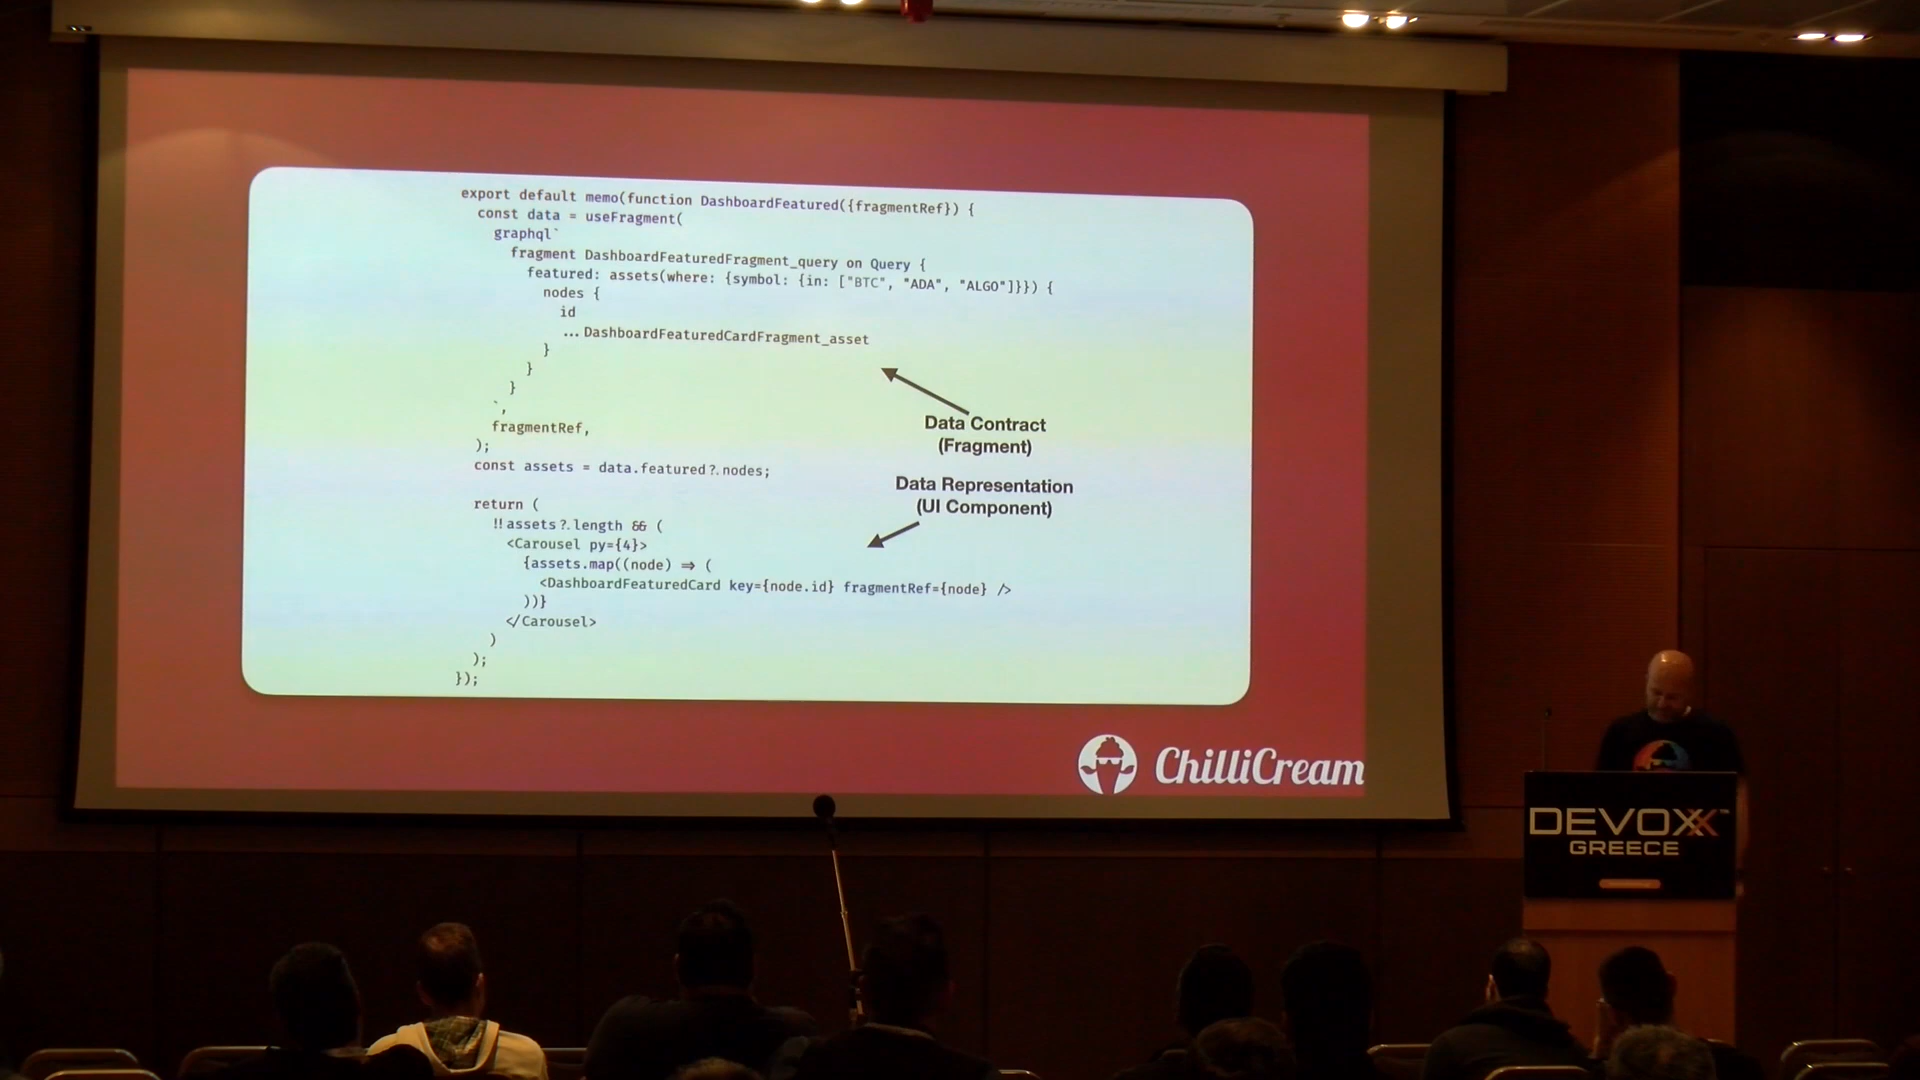 export default memo(function DashboardFeatured({fragmentRef}) {
const data = useFragment(
graphql`
fragment DashboardFeaturedFragment_query on Query {
featured: assets(where: {symbol: {in: ["BTC", "ADA", "ALGO"]}}) {
nodes {
id
...DashboardFeaturedCardFragment_asset
}
}
}
`,
fragmentRef,
);
const assets = data.featured?.nodes;
return (
!!assets?.length && (
<Carousel py={4}>
{assets.map((node) => (
<DashboardFeaturedCard key={node.id} fragmentRef={node} />
))}
</Carousel>
)
);
});
Data Contract
(Fragment)
Data Representation
(UI Component)
ChilliCream
DEVOXX™
GREECE